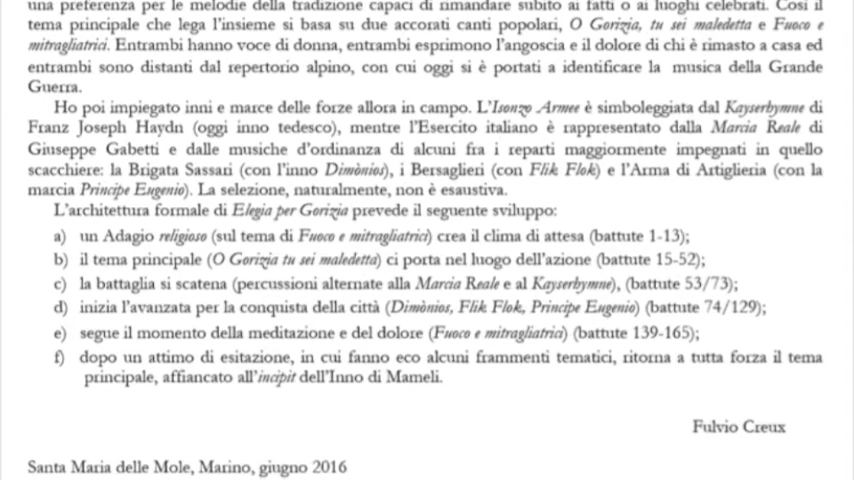 una preferenza per le melodie della tradizione capaci di rimandare subito ai fatti o ai luoghi celebrati. Così il
tema principale che lega l'insieme si basa su due accorati canti popolari, O Gorizia, tu sei maledetta e Fuoco e
mitragliatrici. Entrambi hanno voce di donna, entrambi esprimono l'angoscia e il dolore di chi è rimasto a casa ed
entrambi sono distanti dal repertorio alpino, con cui oggi si è portati a identificare la musica della Grande
Guerra.
Ho poi impiegato inni e marce delle forze allora in campo. L'Isonzo Armee è simboleggiata dal Kayserhymne di
Franz Joseph Haydn (oggi inno tedesco), mentre l'Esercito italiano è rappresentato dalla Marcia Reale di
Giuseppe Gabetti e dalle musiche d'ordinanza di alcuni fra i reparti maggiormente impegnati in quello
scacchiere: la Brigata Sassari (con l'inno Dimònios), i Bersaglieri (con Flik Flok) e l'Arma di Artiglieria (con la
marcia Principe Eugenio). La selezione, naturalmente, non è esaustiva.
L'architettura formale di Elegia per Gorizia prevede il seguente sviluppo:
a) un Adagio religioso (sul tema di Fuoco e mitragliatrici) crea il clima di attesa (battute 1-13);
b) il tema principale (O Gorizia tu sei maledetta) ci porta nel luogo dell'azione (battute 15-52);
c) la battaglia si scatena (percussioni alternate alla Marcia Reale e al Kayserhymne), (battute 53/73);
d) inizia l'avanzata per la conquista della città (Dimònios, Flik Flok, Principe Eugenio) (battute 74/129);
e) segue il momento della meditazione e del dolore (Fuoco e mitragliatrici) (battute 139-165);
f) dopo un attimo di esitazione, in cui fanno eco alcuni frammenti tematici, ritorna a tutta forza il tema
principale, affiancato all'incipit dell'Inno di Mameli.
Fulvio Creux
Santa Maria delle Mole, Marino, giugno 2016